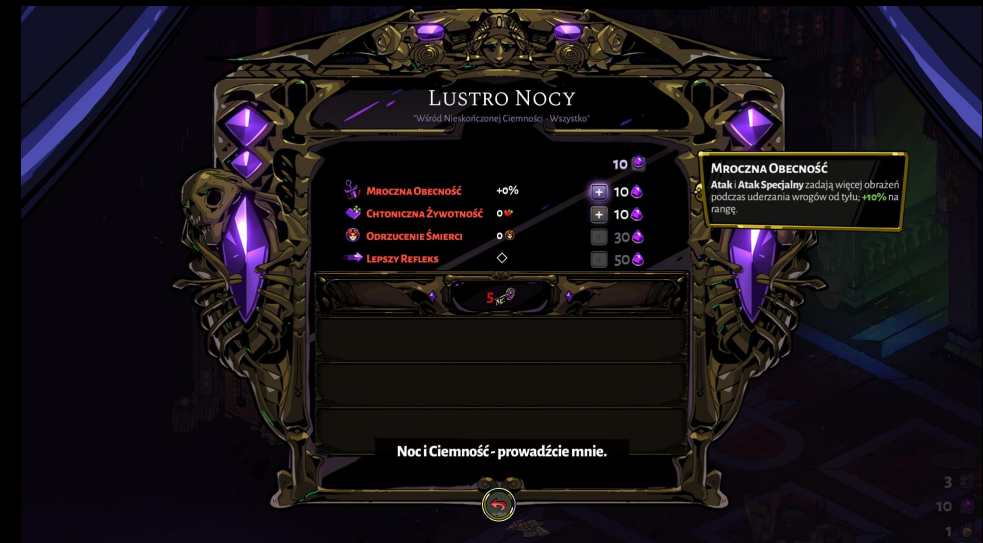 Lustro Nocy
"Wśród Nieskończonej Ciemności - Wszystko"
10
Mroczna Obecność +0% 10
Chtoniczna Żywotność 0 10
Odrzucenie Śmierci 0 30
Lepszy Refleks 50
Mroczna Obecność
Atak i Atak Specjalny zadają więcej obrażeń
podczas uderzania wrogów od tyłu; +10% na
rangę.
5
Noc i Ciemność - prowadźcie mnie.
3
10
1